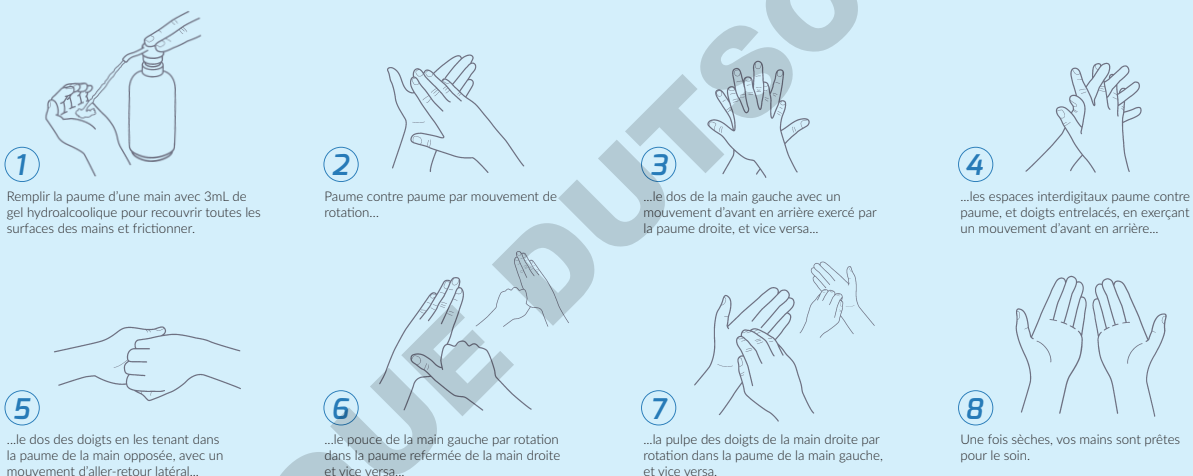 1
Remplir la paume d'une main avec 3mL de
gel hydroalcoolique pour recouvrir toutes les
surfaces des mains et frictionner.
2
Paume contre paume par mouvement de
rotation...
3
...le dos de la main gauche avec un
mouvement d'avant en arrière exercé par
la paume droite, et vice versa...
4
...les espaces interdigitaux paume contre
paume, et doigts entrelacés, en exerçant
un mouvement d'avant en arrière...
5
...le dos des doigts en les tenant dans
la paume de la main opposée, avec un
mouvement d'aller-retour latéral...
6
...le pouce de la main gauche par rotation
dans la paume refermée de la main droite
et vice versa...
7
...la pulpe des doigts de la main droite par
rotation dans la paume de la main gauche,
et vice versa.
8
Une fois sèches, vos mains sont prêtes
pour le soin.
UE DUTSO